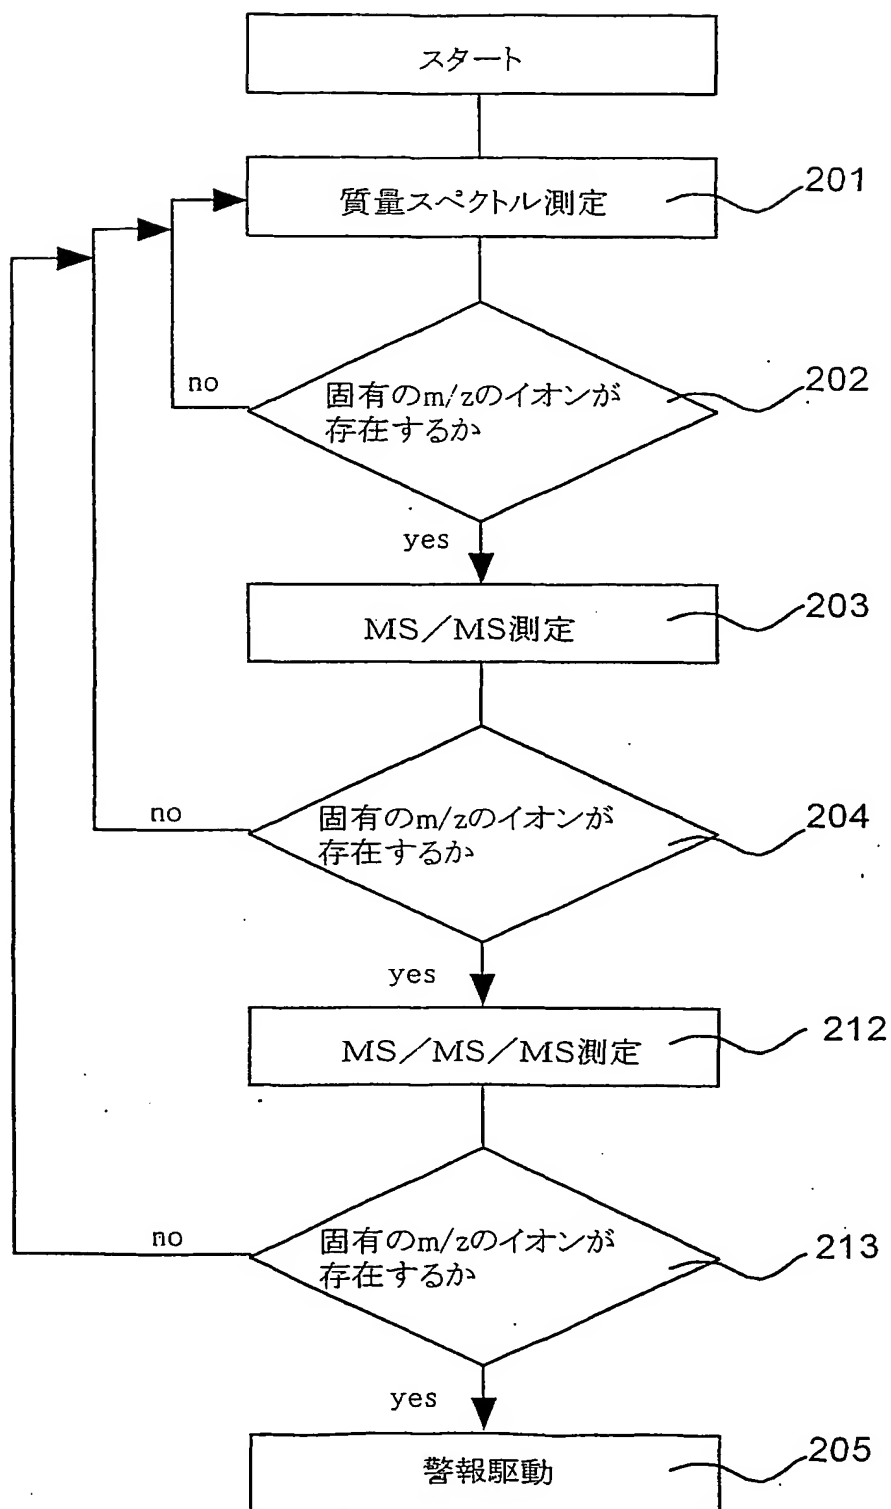 スタート
質量スペクトル測定
201
固有のm/zのイオンが
存在するか
202
no
yes
MS／MS測定
203
固有のm/zのイオンが
存在するか
204
no
yes
MS／MS／MS測定
212
固有のm/zのイオンが
存在するか
213
no
yes
警報駆動
205